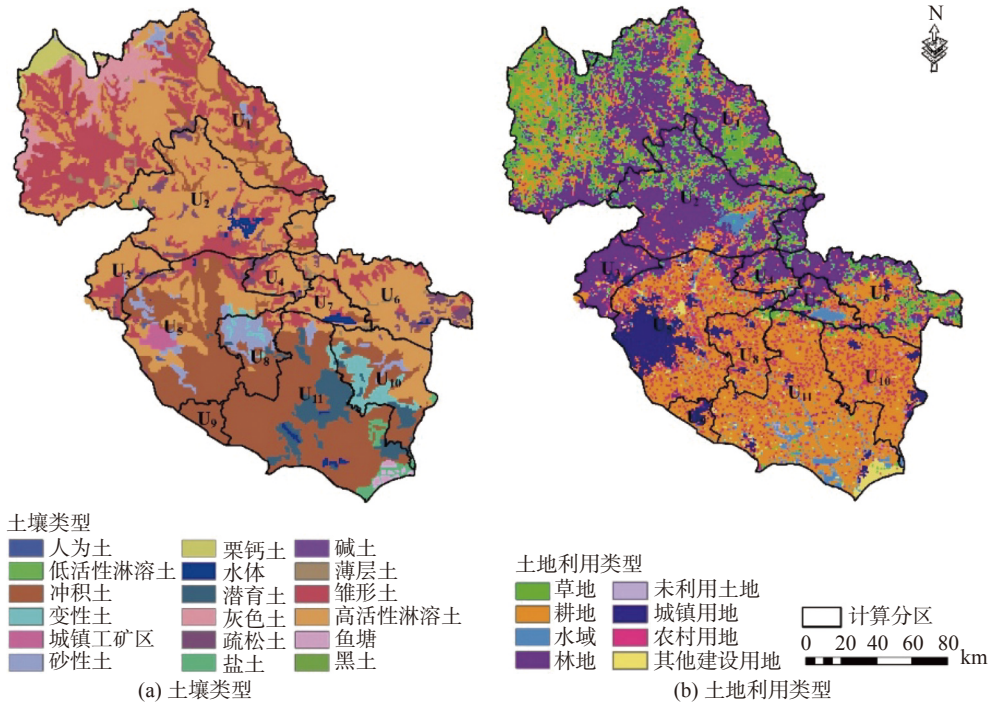 N
U₁
U₂
U₃
U₄
U₅
U₆
U₇
U₈
U₉
U₁₀
U₁₁
U₁
U₂
U₃
U₄
U₅
U₆
U₇
U₈
U₁₀
U₁₁
土壤类型
人为土 栗钙土 碱土
低活性淋溶土 水体 薄层土
冲积土 潜育土 雏形土
变性土 灰色土 高活性淋溶土
城镇工矿区 疏松土 鱼塘
砂性土 盐土 黑土
(a) 土壤类型
土地利用类型
草地 未利用土地
耕地 城镇用地 计算分区
水域 农村用地 0 20 40 60 80 km
林地 其他建设用地
(b) 土地利用类型